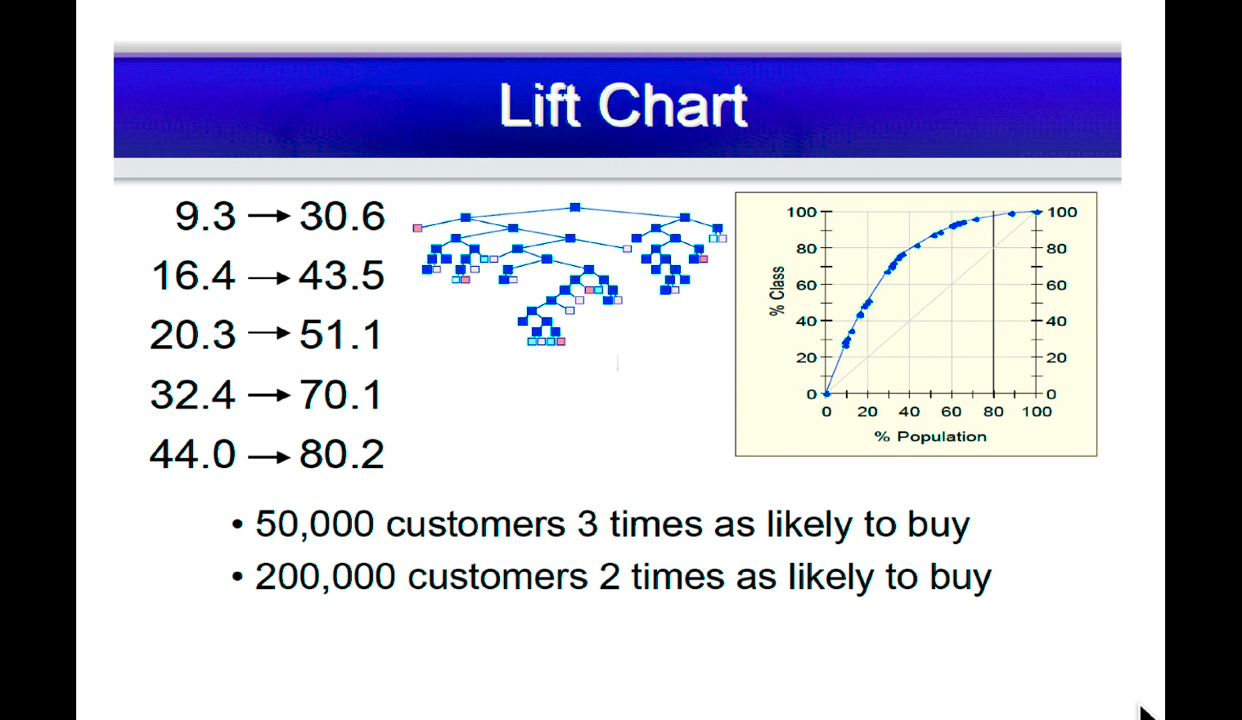 Lift Chart
9.3 → 30.6
16.4 → 43.5
20.3 → 51.1
32.4 → 70.1
44.0 → 80.2
100
80
60
40
20
0
% Class
100
80
60
40
20
0
0 20 40 60 80 100
% Population
• 50,000 customers 3 times as likely to buy
• 200,000 customers 2 times as likely to buy